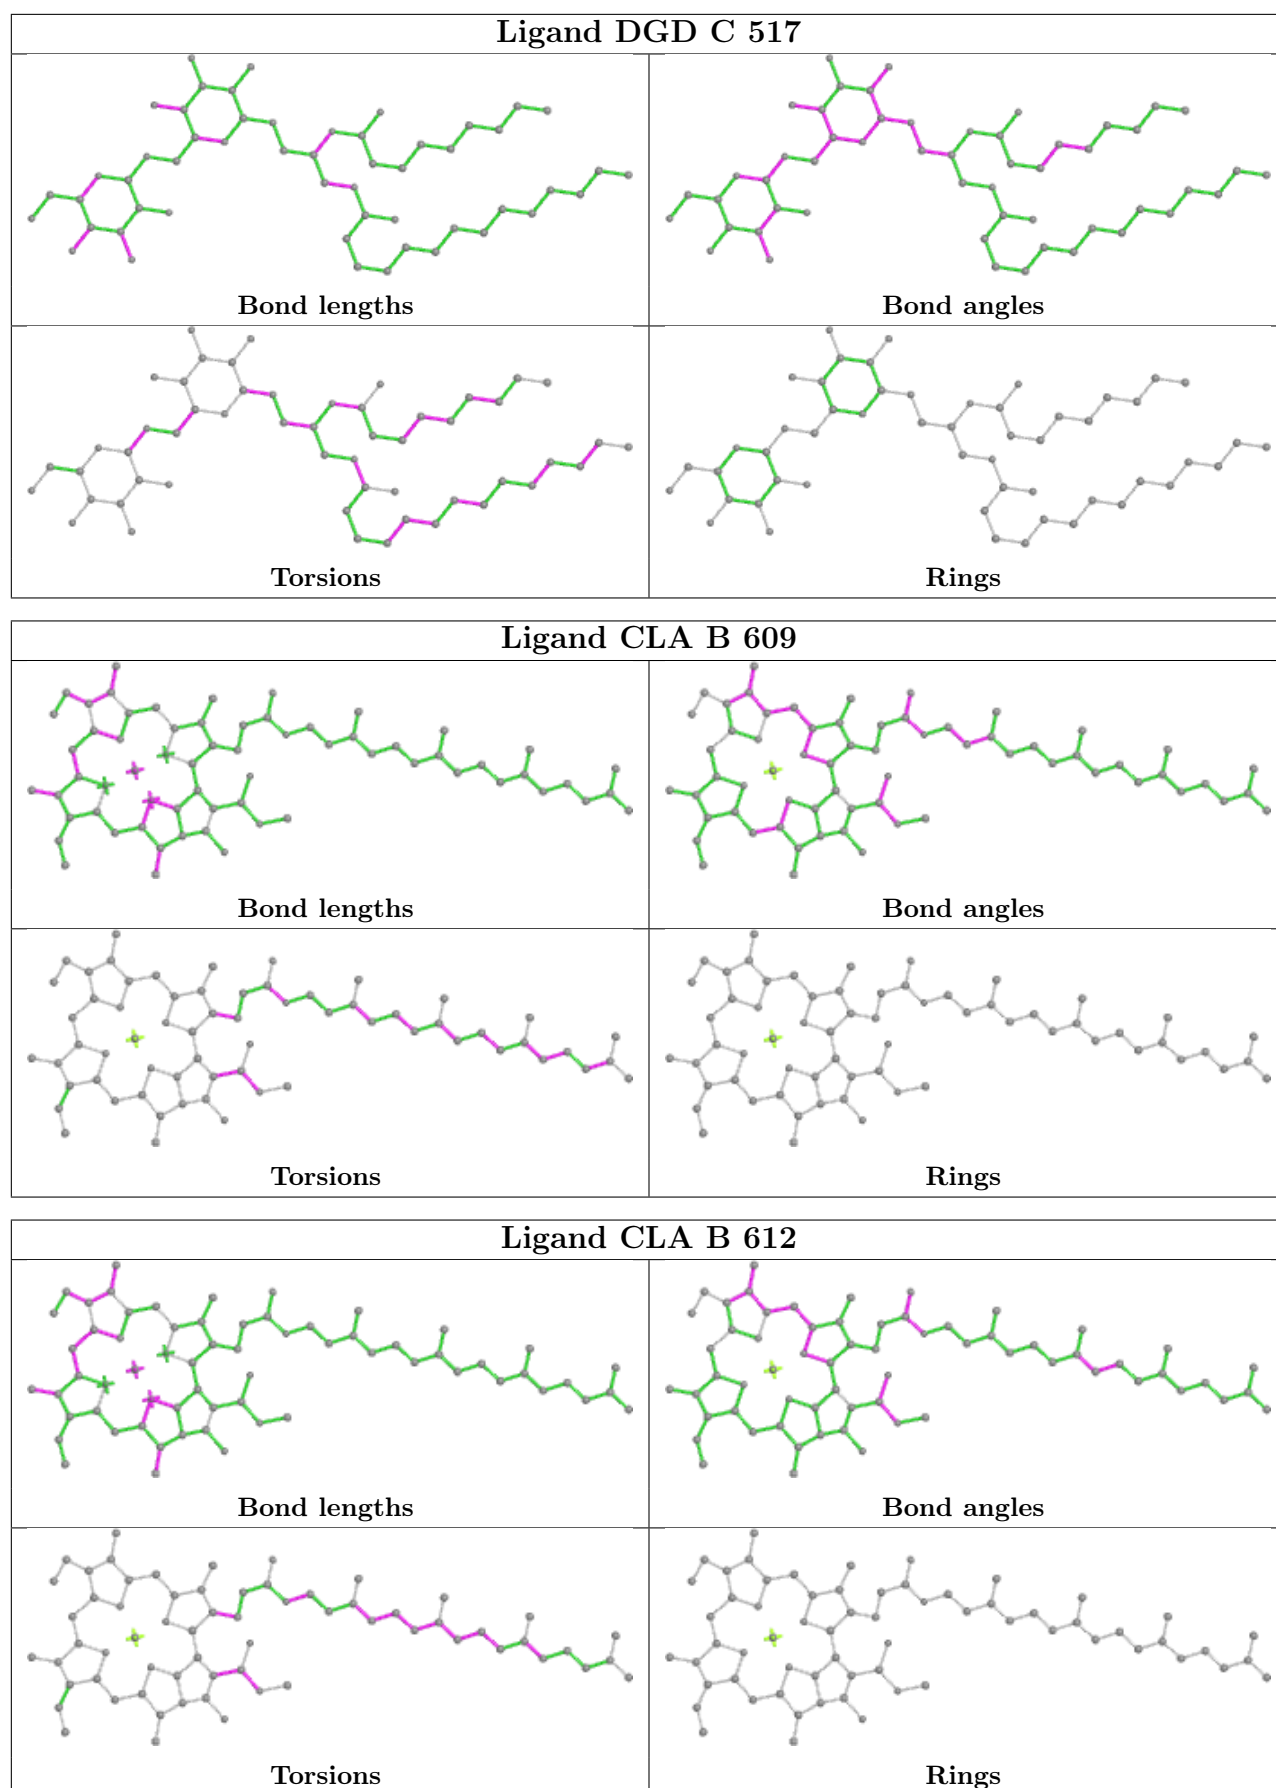 Ligand DGD C 517
Bond lengths
Bond angles
Torsions
Rings
Ligand CLA B 609
Bond lengths
Bond angles
Torsions
Rings
Ligand CLA B 612
Bond lengths
Bond angles
Torsions
Rings